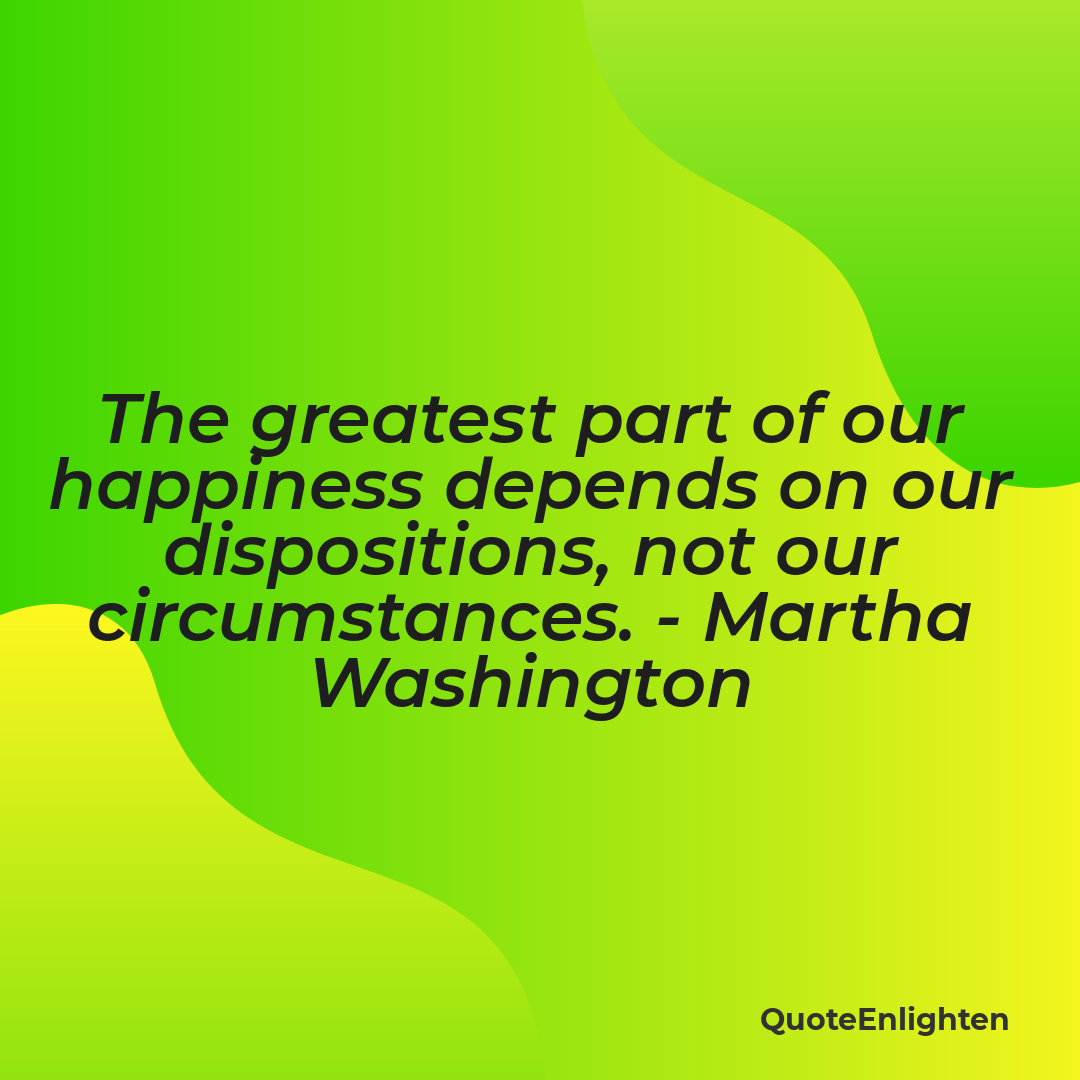 The greatest part of our
happiness depends on our
dispositions, not our
circumstances. - Martha
Washington
QuoteEnlighten